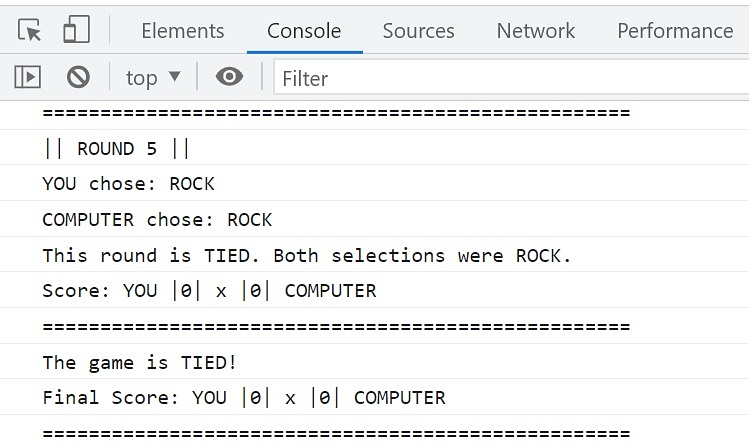 Elements Console Sources Network Performance
top ▼ Filter
===================================================
|| ROUND 5 ||
YOU chose: ROCK
COMPUTER chose: ROCK
This round is TIED. Both selections were ROCK.
Score: YOU |0| x |0| COMPUTER
===================================================
The game is TIED!
Final Score: YOU |0| x |0| COMPUTER
===================================================